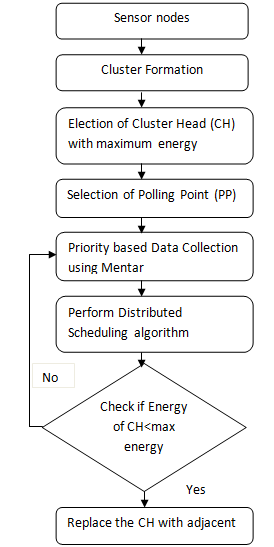 Sensor nodes
Cluster Formation
Election of Cluster Head (CH)
with maximum energy
Selection of Polling Point (PP)
Priority based Data Collection
using Mentar
Perform Distributed
Scheduling algorithm
No
Check if Energy
of CH<max
energy
Yes
Replace the CH with adjacent